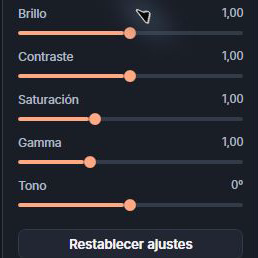 Brillo 1,00
Contraste 1,00
Saturación 1,00
Gamma 1,00
Tono 0º
Restablecer ajustes